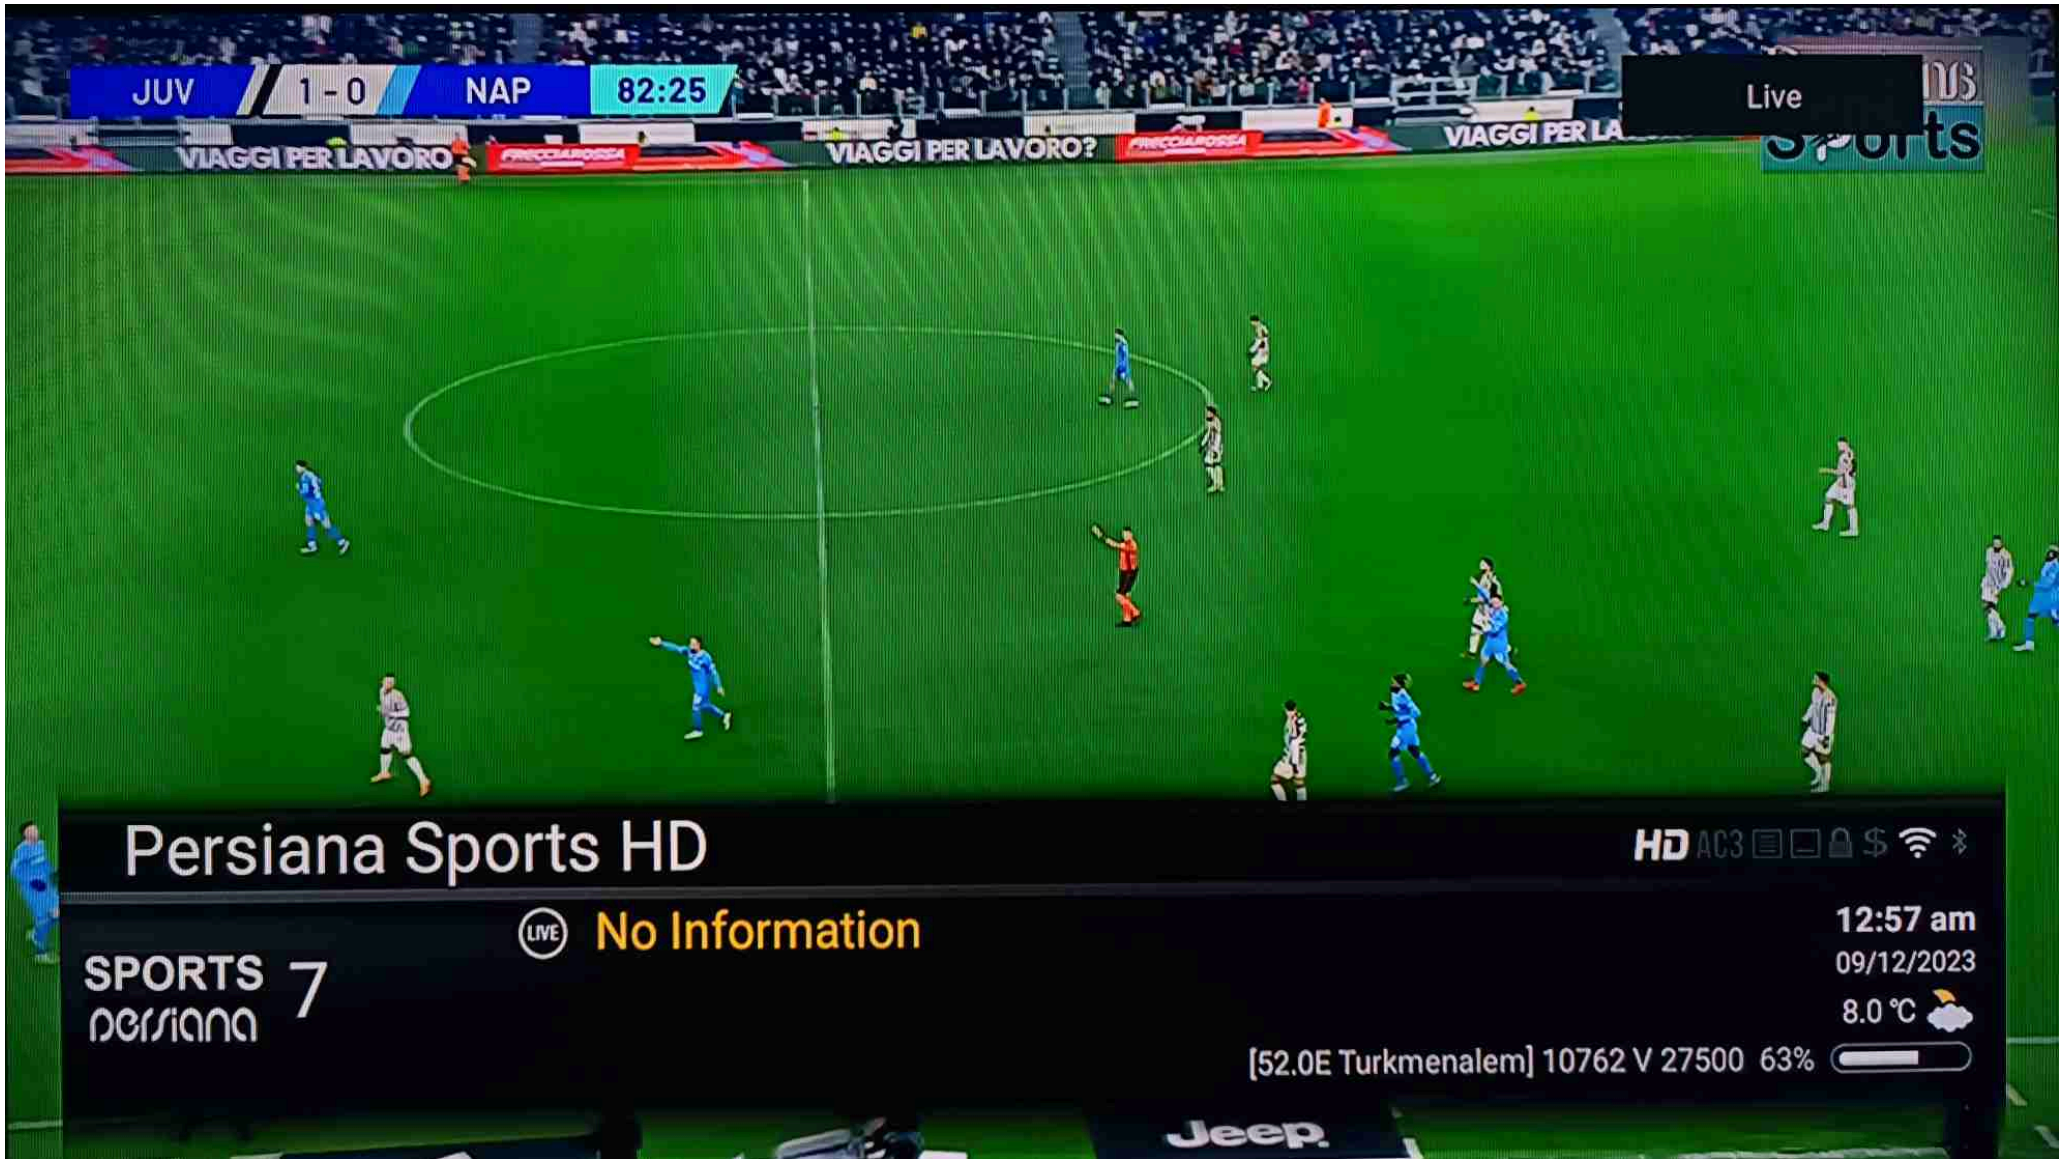 JUV 1 - 0 NAP 82:25
Live
Sports
VIAGGI PER LAVORO FRECCIAROSSA VIAGGI PER LAVORO? FRECCIAROSSA VIAGGI PER LA
Persiana Sports HD
HD AC3 $
LIVE No Information
12:57 am
09/12/2023
SPORTS 7
persiana
8.0 °C
[52.0E Turkmenalem] 10762 V 27500 63%
Jeep